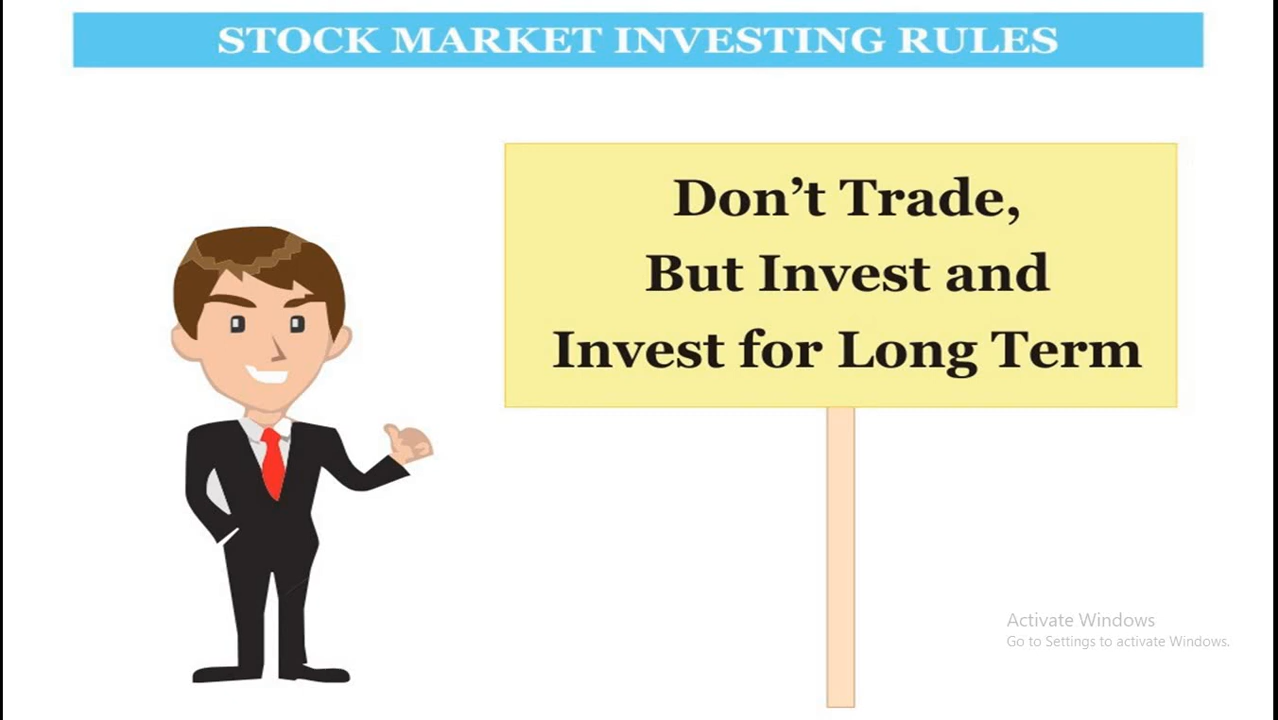 STOCK MARKET INVESTING RULES
Don’t Trade,
But Invest and
Invest for Long Term
Activate Windows
Go to Settings to activate Windows.